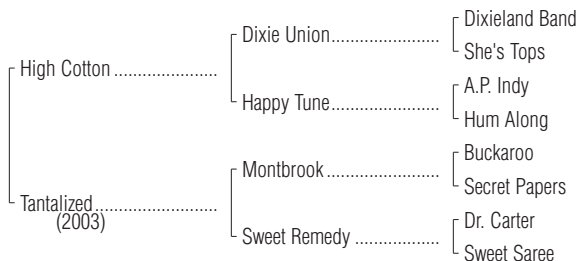 Dixieland Band
Dixie Union
She's Tops
High Cotton
A.P. Indy
Happy Tune
Hum Along
Buckaroo
Montbrook
Secret Papers
Tantalized
(2003)
Dr. Carter
Sweet Remedy
Sweet Saree